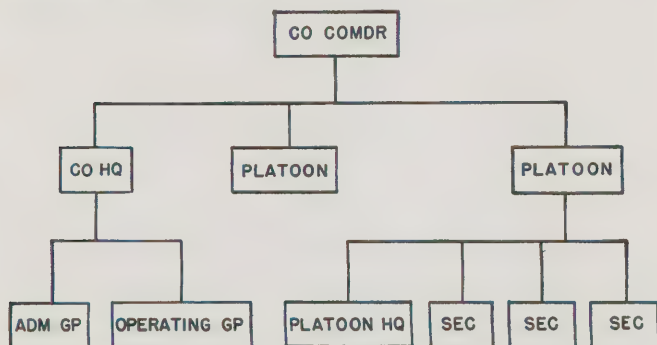 CO COMDR
CO HQ
PLATOON
PLATOON
ADM GP
OPERATING GP
PLATOON HQ
SEC
SEC
SEC